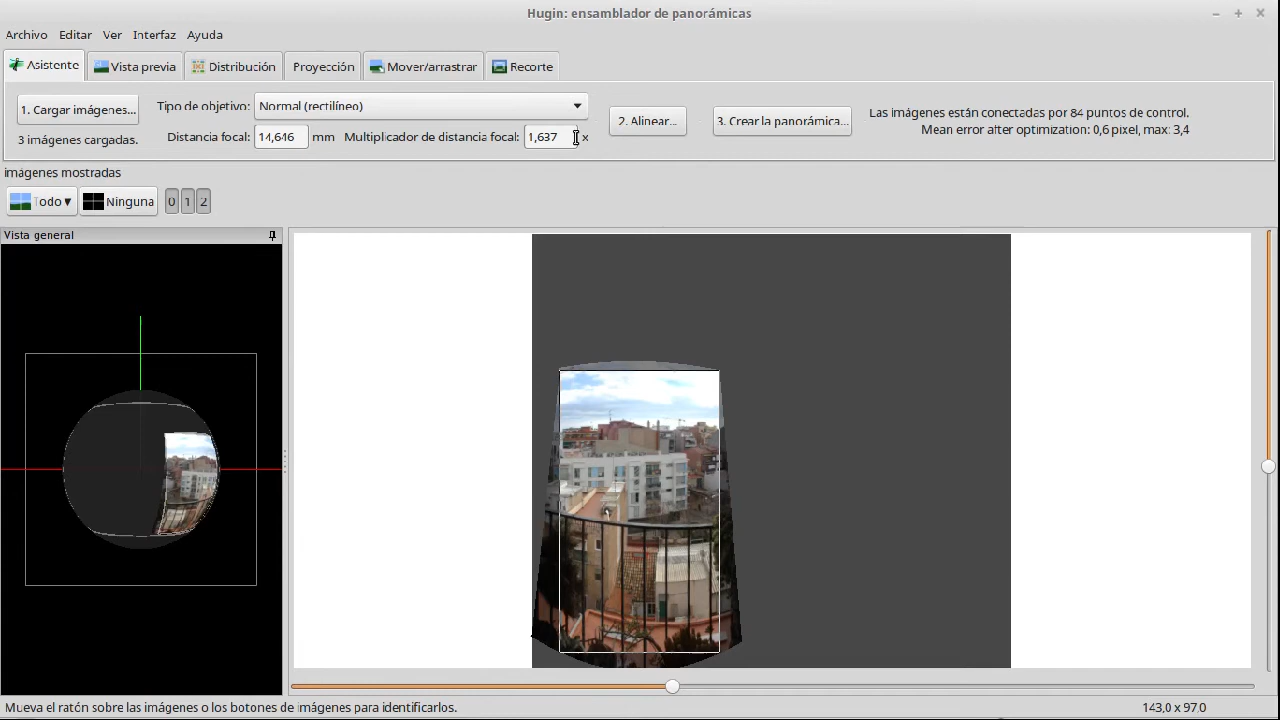 Hugin: ensamblador de panorámicas
Archivo Editar Ver Interfaz Ayuda
Asistente Vista previa Distribución Proyección Mover/arrastrar Recorte
1. Cargar imágenes... Tipo de objetivo: Normal (rectilíneo) 2. Alinear... 3. Crear la panorámica... Las imágenes están conectadas por 84 puntos de control.
3 imágenes cargadas. Distancia focal: 14,646 mm Multiplicador de distancia focal: 1,637 x Mean error after optimization: 0,6 pixel, max: 3,4
imágenes mostradas
Todo Ninguna 0 1 2
Vista general
Mueva el ratón sobre las imágenes o los botones de imágenes para identificarlos. 143,0 x 97,0